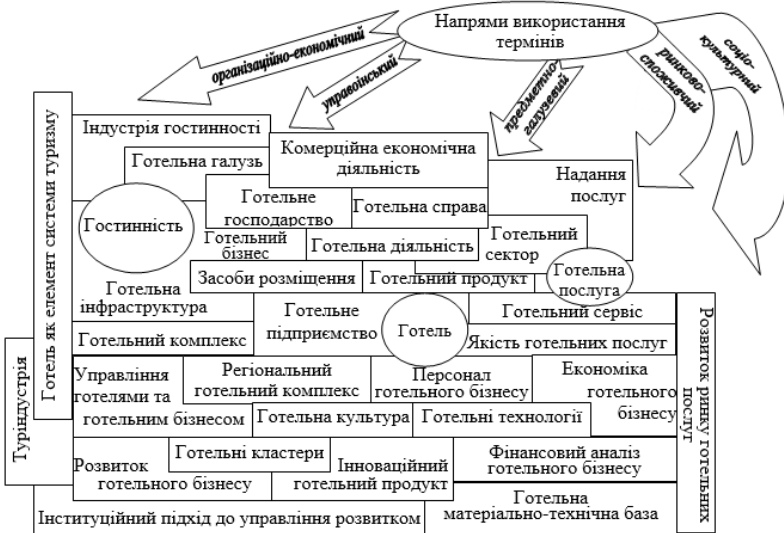 Напрями використання
термінів
організаційно-економічний
управоінський
предметно-
галузевий
ринково-
споживчий
соціо-
культурний
Готель як елемент системи туризму
Туріндустрія
Індустрія гостинності
Готельна галузь
Комерційна економічна
діяльність
Надання
послуг
Гостинність
Готельне
господарство
Готельна справа
Готельний
бізнес
Готельна діяльність
Готельний
сектор
Засоби розміщення
Готельний продукт
Готельна
послуга
Готельна
інфраструктура
Готельне
підприємство
Готель
Готельний сервіс
Готельний комплекс
Якість готельних послуг
Управління
готелями та
готельним бізнесом
Регіональний
готельний комплекс
Персонал
готельного бізнесу
Економіка
готельного
бізнесу
Готельна культура
Готельні технології
Розвиток
готельного бізнесу
Готельні кластери
Інноваційний
готельний продукт
Фінансовий аналіз
готельного бізнесу
Інституційний підхід до управління розвитком
Готельна
матеріально-технічна база
Розвиток ринку готельних
послуг